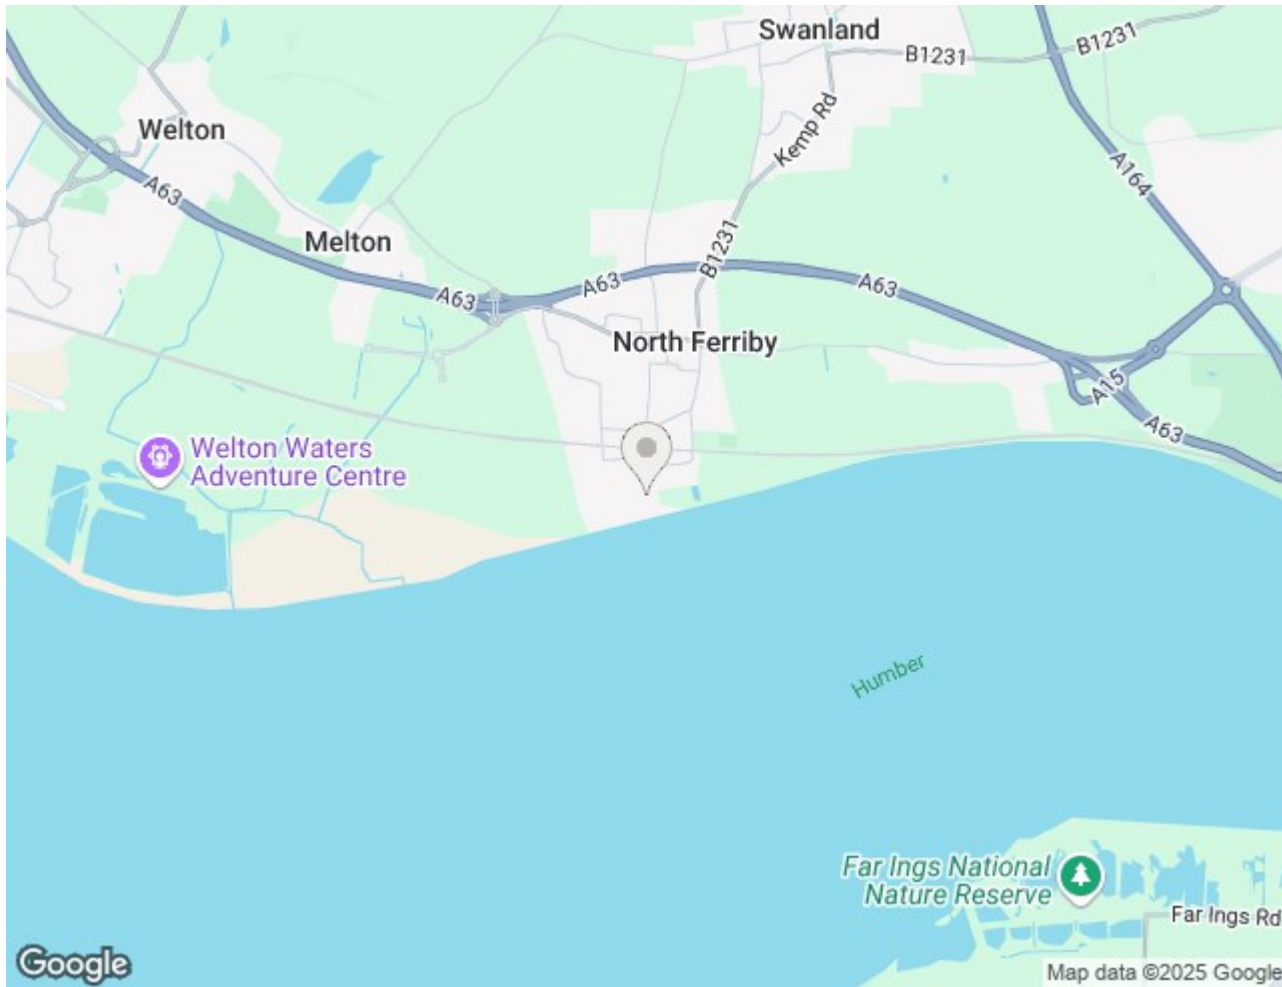 Swanland
B1231
B1231
Welton
Kemp Rd
A164
A63
Melton
B1231
A63
A63
A63
North Ferriby
A15
A63
Welton Waters
Adventure Centre
Humber
Far Ings National
Nature Reserve
Far Ings Rd
Google
Map data ©2025 Google